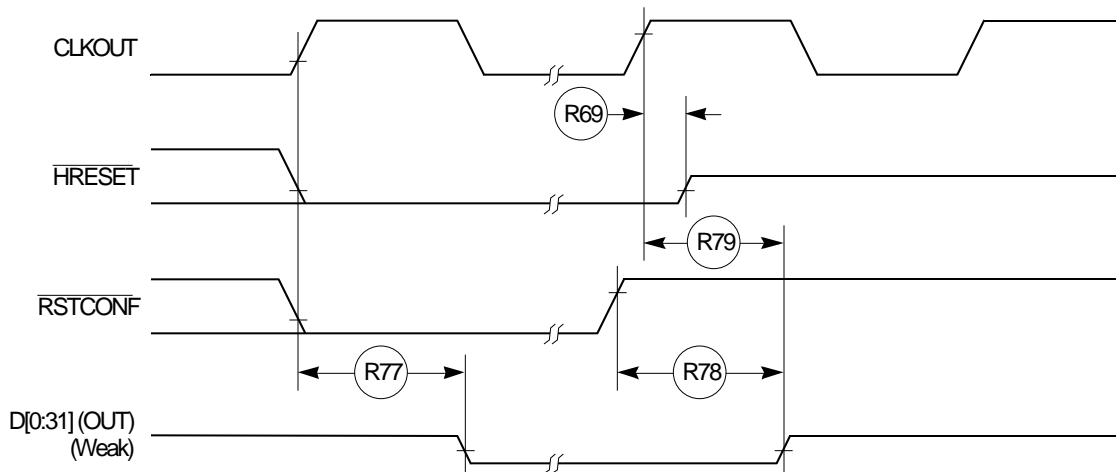 CLKOUT
R69
HRESET
R79
RSTCONF
R77
R78
D[0:31] (OUT)
(Weak)